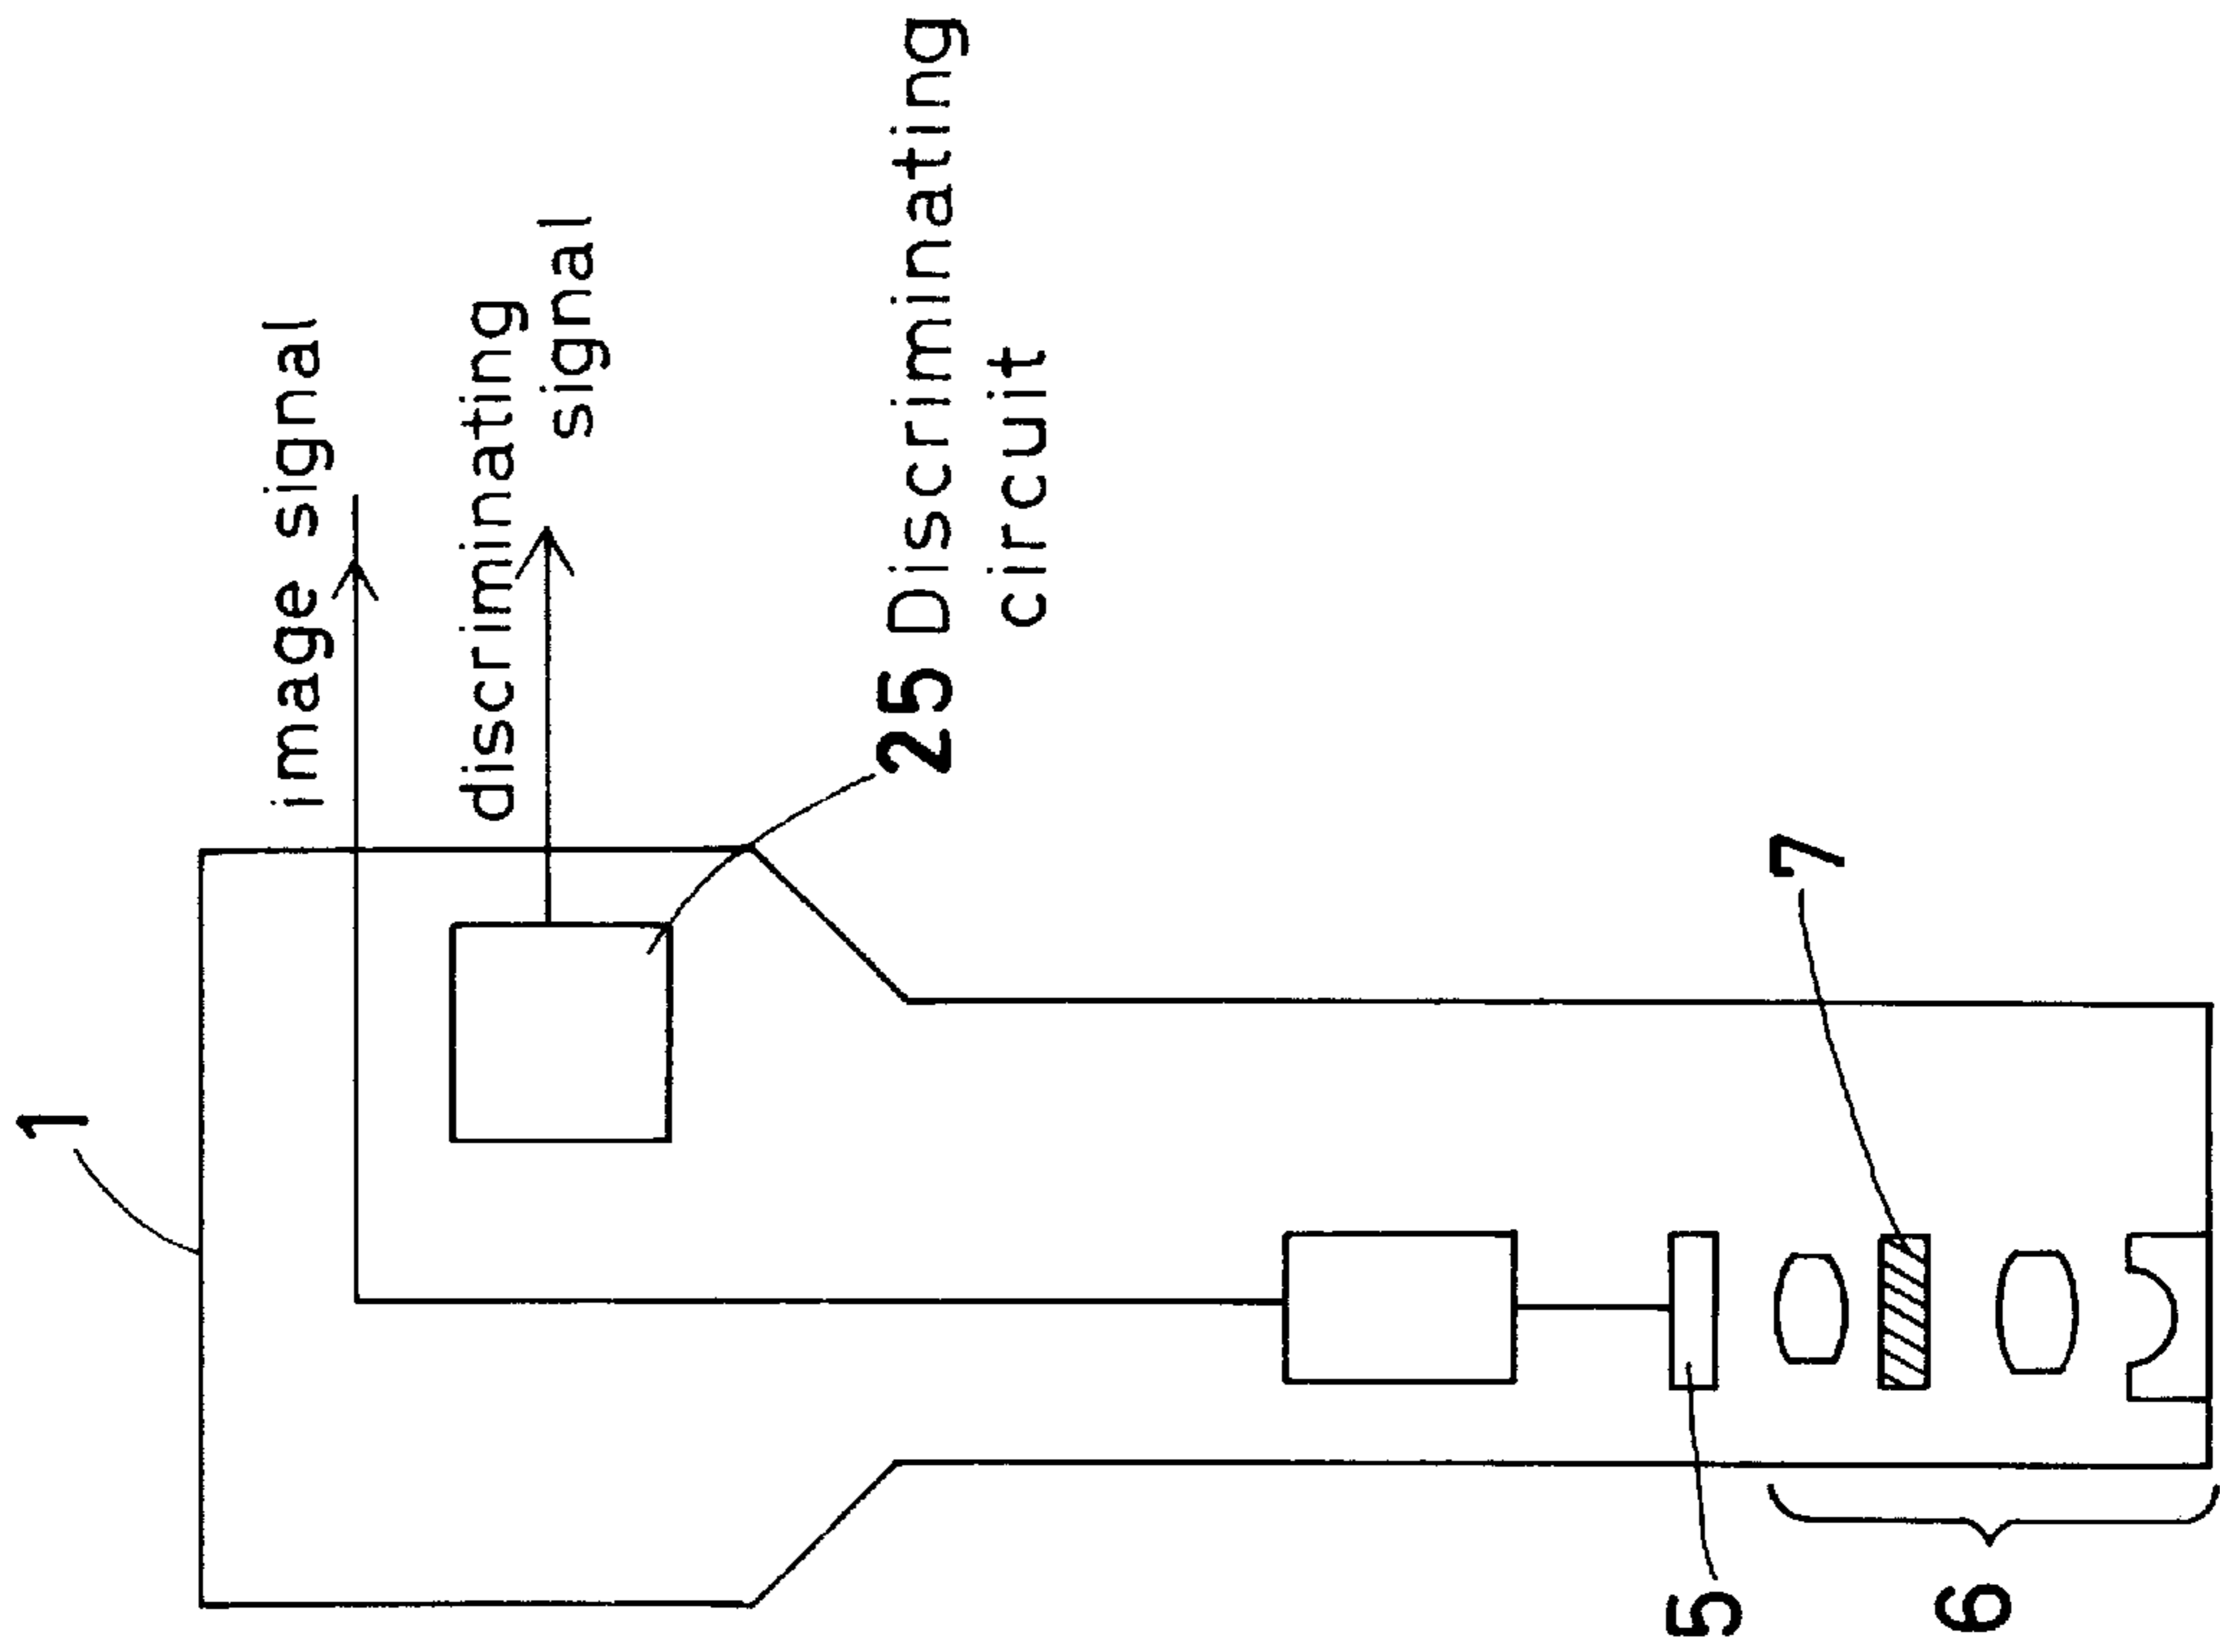 1
image signal
discriminating
signal
25 Discriminating
circuit
7
5
6